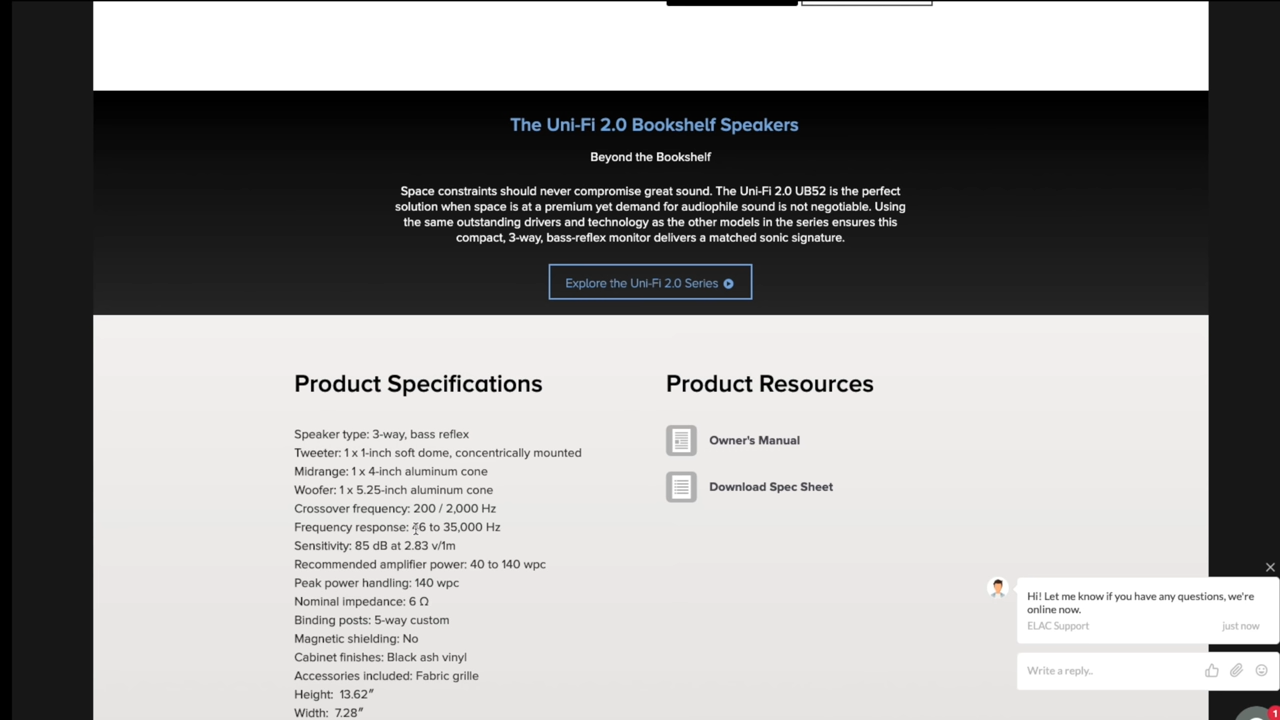 The Uni-Fi 2.0 Bookshelf Speakers
Beyond the Bookshelf
Space constraints should never compromise great sound. The Uni-Fi 2.0 UB52 is the perfect
solution when space is at a premium yet demand for audiophile sound is not negotiable. Using
the same outstanding drivers and technology as the other models in the series ensures this
compact, 3-way, bass-reflex monitor delivers a matched sonic signature.
Explore the Uni-Fi 2.0 Series
Product Specifications
Speaker type: 3-way, bass reflex
Tweeter: 1 x 1-inch soft dome, concentrically mounted
Midrange: 1 x 4-inch aluminum cone
Woofer: 1 x 5.25-inch aluminum cone
Crossover frequency: 200 / 2,000 Hz
Frequency response: to 35,000 Hz
Sensitivity: 85 dB at 2.83 v/1m
Recommended amplifier power: 40 to 140 wpc
Peak power handling: 140 wpc
Nominal impedance: 6 Ω
Binding posts: 5-way custom
Magnetic shielding: No
Cabinet finishes: Black ash vinyl
Accessories included: Fabric grille
Height: 13.62″
Width: 7.28″
Product Resources
Owner's Manual
Download Spec Sheet
Hi! Let me know if you have any questions, we're
online now.
ELAC Support just now
Write a reply..
1